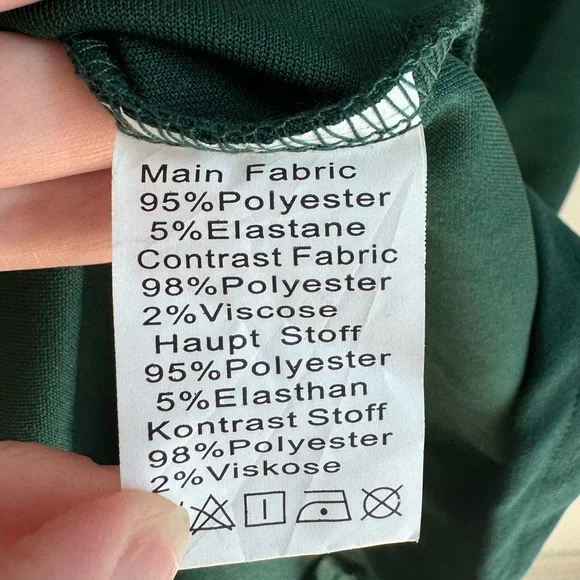 Main Fabric
95%Polyester
5%Elastane
Contrast Fabric
98%Polyester
2%Viscose
Haupt Stoff
95%Polyester
5%Elasthan
Kontrast Stoff
98%Polyester
2%Viskose